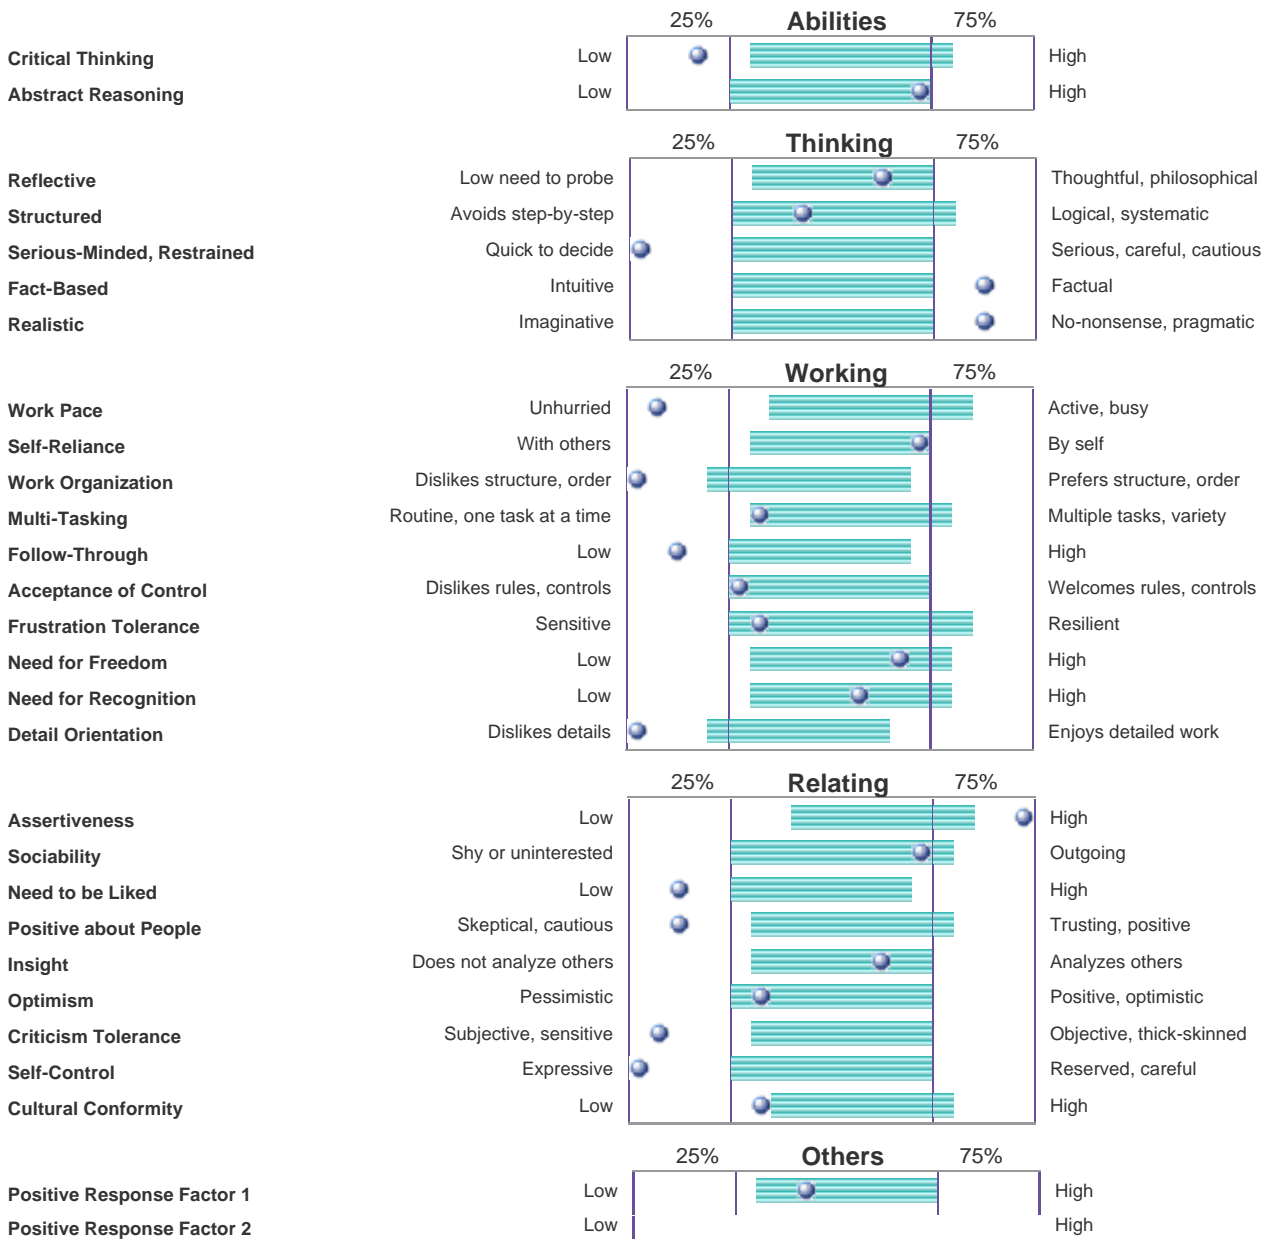 25% Abilities 75%
Critical Thinking Low High
Abstract Reasoning Low High
25% Thinking 75%
Reflective Low need to probe Thoughtful, philosophical
Structured Avoids step-by-step Logical, systematic
Serious-Minded, Restrained Quick to decide Serious, careful, cautious
Fact-Based Intuitive Factual
Realistic Imaginative No-nonsense, pragmatic
25% Working 75%
Work Pace Unhurried Active, busy
Self-Reliance With others By self
Work Organization Dislikes structure, order Prefers structure, order
Multi-Tasking Routine, one task at a time Multiple tasks, variety
Follow-Through Low High
Acceptance of Control Dislikes rules, controls Welcomes rules, controls
Frustration Tolerance Sensitive Resilient
Need for Freedom Low High
Need for Recognition Low High
Detail Orientation Dislikes details Enjoys detailed work
25% Relating 75%
Assertiveness Low High
Sociability Shy or uninterested Outgoing
Need to be Liked Low High
Positive about People Skeptical, cautious Trusting, positive
Insight Does not analyze others Analyzes others
Optimism Pessimistic Positive, optimistic
Criticism Tolerance Subjective, sensitive Objective, thick-skinned
Self-Control Expressive Reserved, careful
Cultural Conformity Low High
25% Others 75%
Positive Response Factor 1 Low High
Positive Response Factor 2 Low High